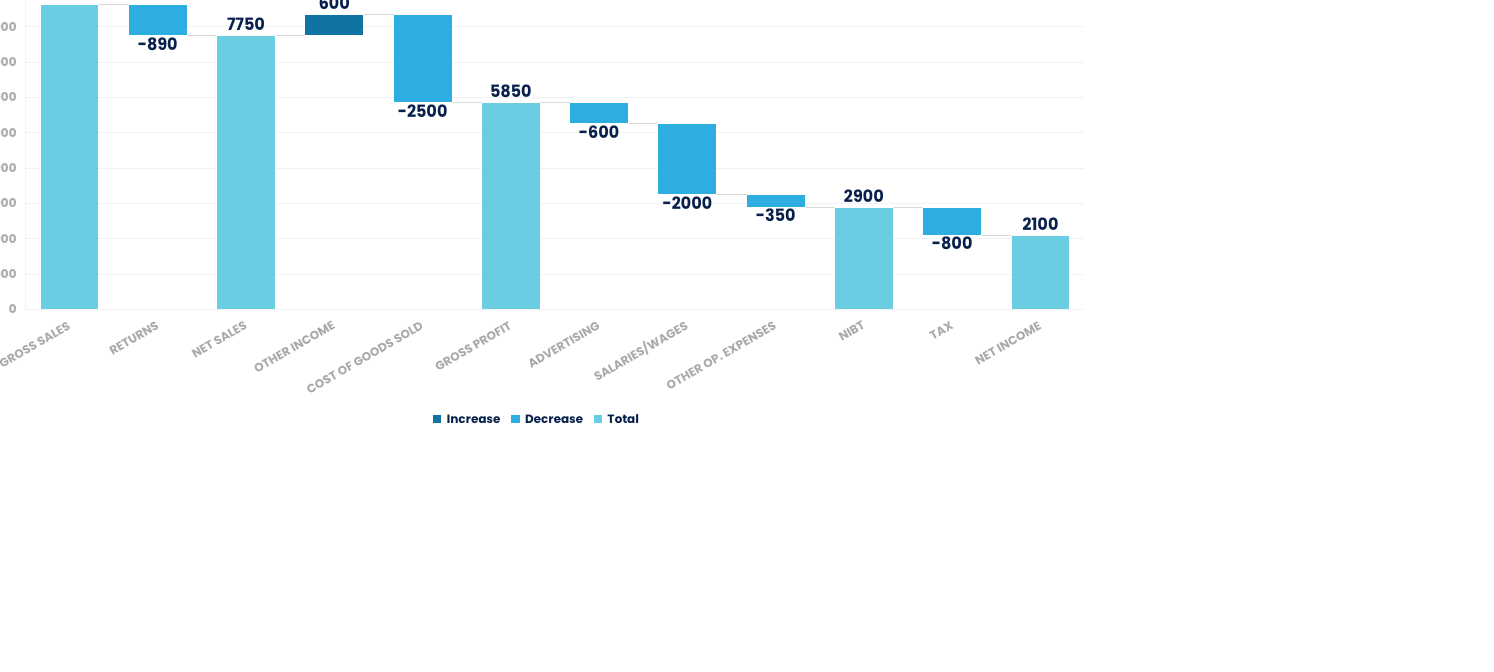 600
7750
-890
5850
-2500
-600
2900
-2000
-350
2100
-800
0
GROSS SALES
RETURNS
NET SALES
OTHER INCOME
COST OF GOODS SOLD
GROSS PROFIT
ADVERTISING
SALARIES/WAGES
OTHER OP. EXPENSES
NIBT
TAX
NET INCOME
Increase Decrease Total